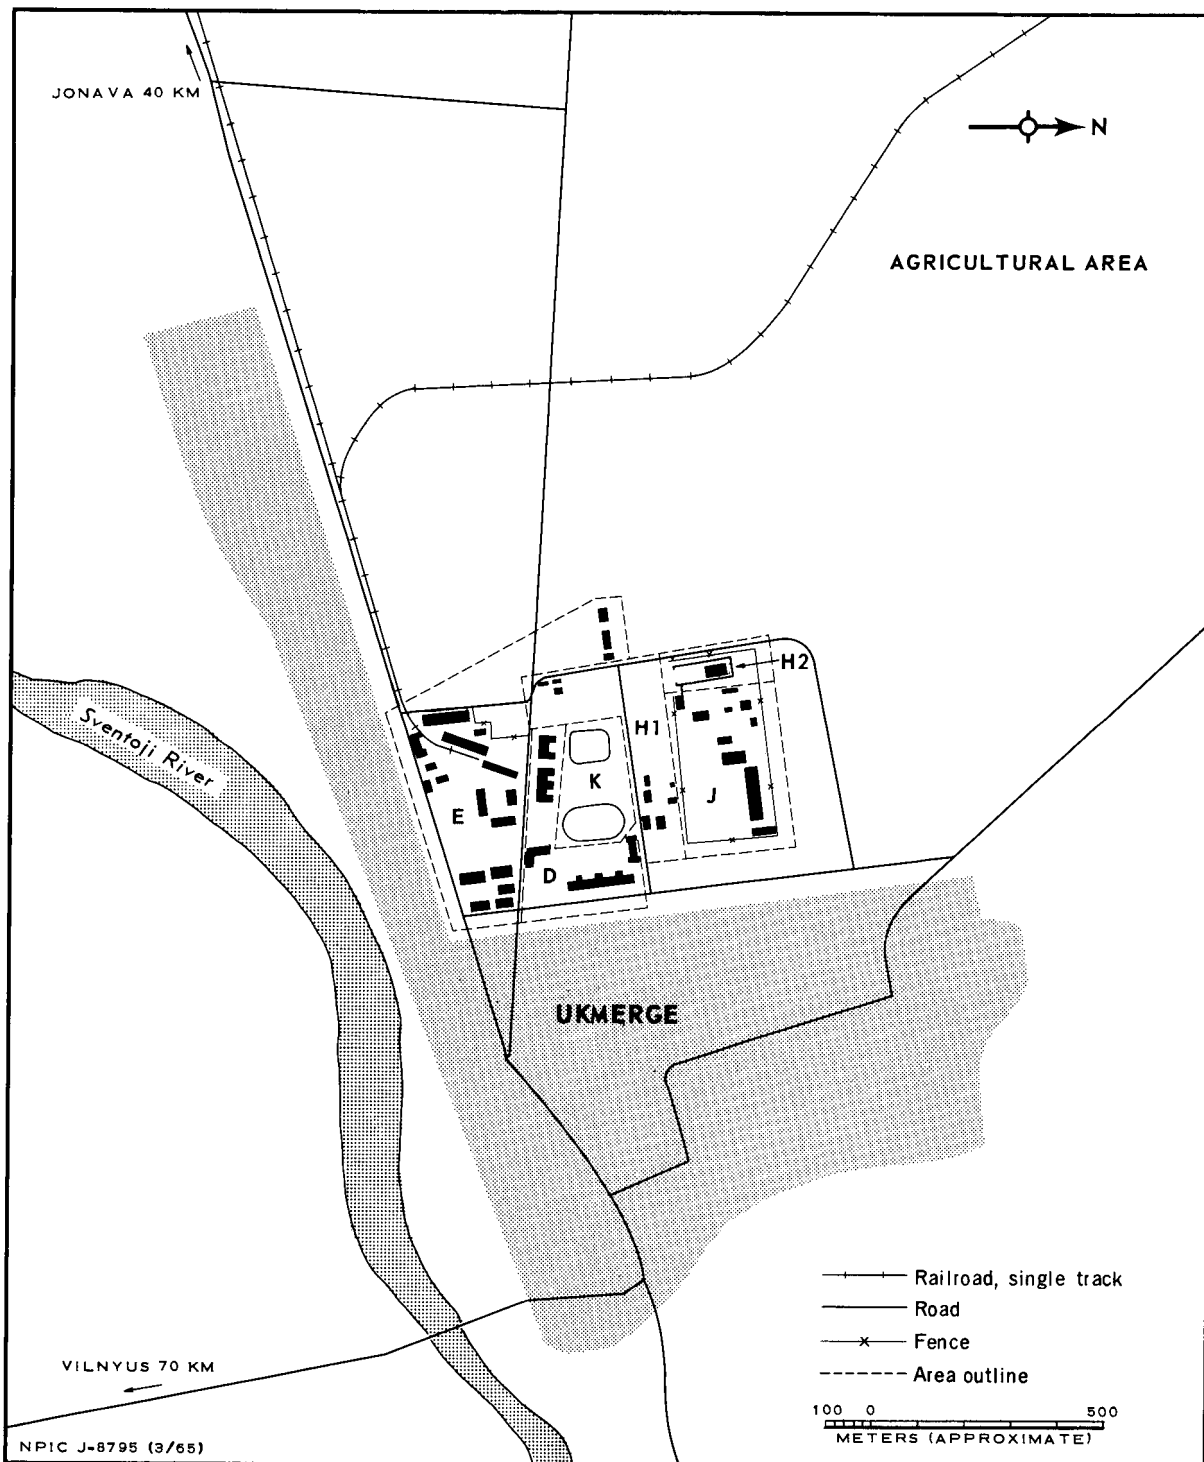 JONAVA 40 KM
N
AGRICULTURAL AREA
H2
H1
K
J
E
D
Sventoji River
UKMERGE
Railroad, single track
Road
Fence
Area outline
100 0 500
METERS (APPROXIMATE)
VILNYUS 70 KM
NPIC J-8795 (3/65)